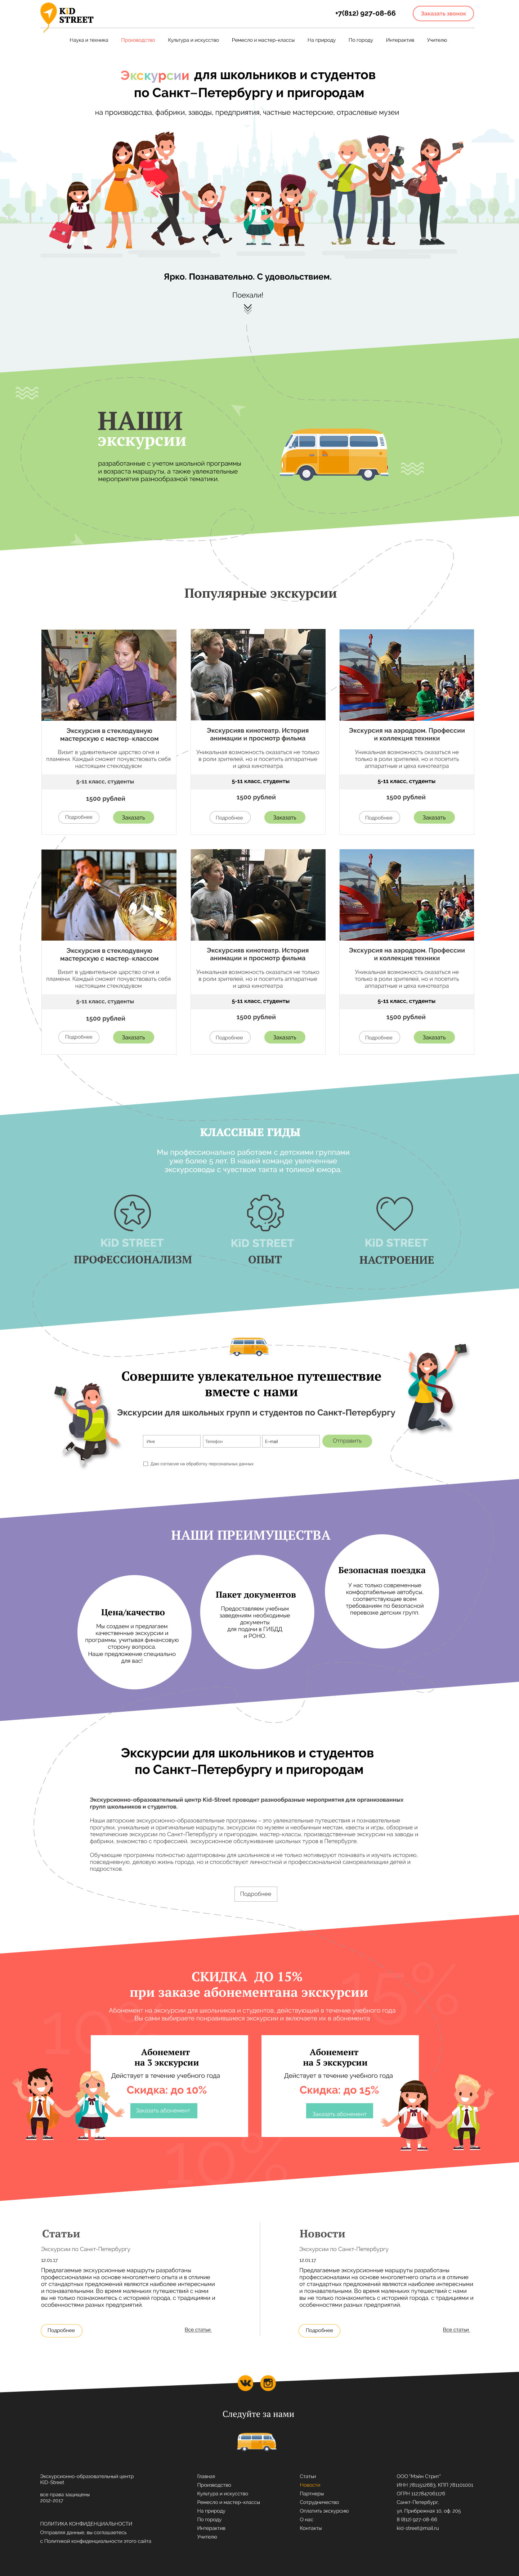 KiD
STREET
+7(812) 927-08-66
Заказать звонок
Наука и техника Производство Культура и искусство Ремесло и мастер-классы На природу По городу Интерактив Учителю
Экскурсии для школьников и студентов
по Санкт-Петербургу и пригородам
на производства, фабрики, заводы, предприятия, частные мастерские, отраслевые музеи
Ярко. Познавательно. С удовольствием.
Поехали!
НАШИ
экскурсии
разработанные с учетом школьной программы
и возраста маршруты, а также увлекательные
мероприятия разнообразной тематики.
Популярные экскурсии
Экскурсия в стеклодувную
мастерскую с мастер-классом
Визит в удивительное царство огня и
пламени. Каждый сможет почувствовать себя
настоящим стеклодувом
5-11 класс, студенты
1500 рублей
Подробнее Заказать
Экскурсияв кинотеатр. История
анимации и просмотр фильма
Уникальная возможность оказаться не только
в роли зрителей, но и посетить аппаратные
и цеха кинотеатра
5-11 класс, студенты
1500 рублей
Подробнее Заказать
Экскурсия на аэродром. Профессии
и коллекция техники
Уникальная возможность оказаться не
только в роли зрителей, но и посетить
аппаратные и цеха кинотеатра
5-11 класс, студенты
1500 рублей
Подробнее Заказать
Экскурсия в стеклодувную
мастерскую с мастер-классом
Визит в удивительное царство огня и
пламени. Каждый сможет почувствовать себя
настоящим стеклодувом
5-11 класс, студенты
1500 рублей
Подробнее Заказать
Экскурсияв кинотеатр. История
анимации и просмотр фильма
Уникальная возможность оказаться не только
в роли зрителей, но и посетить аппаратные
и цеха кинотеатра
5-11 класс, студенты
1500 рублей
Подробнее Заказать
Экскурсия на аэродром. Профессии
и коллекция техники
Уникальная возможность оказаться не
только в роли зрителей, но и посетить
аппаратные и цеха кинотеатра
5-11 класс, студенты
1500 рублей
Подробнее Заказать
КЛАССНЫЕ ГИДЫ
Мы профессионально работаем с детскими группами
уже более 5 лет. В нашей команде увлеченные
экскурсоводы с чувством такта и толикой юмора.
KiD STREET
ПРОФЕССИОНАЛИЗМ
KiD STREET
ОПЫТ
KiD STREET
НАСТРОЕНИЕ
Совершите увлекательное путешествие
вместе с нами
Экскурсии для школьных групп и студентов по Санкт-Петербургу
Имя Телефон E-mail Отправить
Даю согласие на обработку персональных данных
НАШИ ПРЕИМУЩЕСТВА
Цена/качество
Мы создаем и предлагаем
качественные экскурсии и
программы, учитывая финансовую
сторону вопроса.
Наше предложение специально
для вас!
Пакет документов
Предоставляем учебным
заведениям необходимые
документы
для подачи в ГИБДД
и РОНО
Безопасная поездка
У нас только современные
комфортабельные автобусы,
соответствующие всем
требованиям по безопасной
перевозке детских групп.
Экскурсии для школьников и студентов
по Санкт-Петербургу и пригородам
Экскурсионно-образовательный центр Kid-Street проводит разнообразные мероприятия для организованных
групп школьников и студентов.
Наши авторские экскурсионно-образовательные программы – это увлекательные путешествия и познавательные
прогулки, уникальные и оригинальные маршруты, экскурсии по музеям и необычным местам, квесты и игры, обзорные и
тематические экскурсии по Санкт-Петербургу и пригородам, мастер-классы, производственные экскурсии на заводы и
фабрики, знакомство с профессией, экскурсионное обслуживание школьных туров в Петербурге.
Обучающие программы полностью адаптированы для школьников и не только мотивируют познавать и изучать историю,
повседневную, деловую жизнь города, но и способствуют личностной и профессиональной самореализации детей и
подростков.
Подробнее
СКИДКА ДО 15%
при заказе абонементана экскурсии
Абонемент на экскурсии для школьников и студентов, действующий в течение учебного года
Вы сами выбираете понравившиеся экскурсии и включаете их в абонемента
10%
15%
10%
Абонемент
на 3 экскурсии
Действует в течение учебного года
Скидка: до 10%
Заказать абонемент
Абонемент
на 5 экскурсии
Действует в течение учебного года
Скидка: до 15%
Заказать абонемент
Статьи
Экскурсии по Санкт-Петербургу
12.01.17
Предлагаемые экскурсионные маршруты разработаны
профессионалами на основе многолетнего опыта и в отличие
от стандартных предложений являются наиболее интересными
и познавательными. Во время маленьких путешествий с нами
вы не только познакомитесь с историей города, с традициями и
особенностями разных предприятий.
Подробнее Все статьи
Новости
Экскурсии по Санкт-Петербургу
12.01.17
Предлагаемые экскурсионные маршруты разработаны
профессионалами на основе многолетнего опыта и в отличие
от стандартных предложений являются наиболее интересными
и познавательными. Во время маленьких путешествий с нами
вы не только познакомитесь с историей города, с традициями и
особенностями разных предприятий.
Подробнее Все статьи
Следуйте за нами
Экскурсионно-образовательный центр
KiD-Street
все права защищены
2012-2017
ПОЛИТИКА КОНФИДЕНЦИАЛЬНОСТИ
Отправляя данные, вы соглашаетесь
с Политикой конфиденциальности этого сайта
Главная
Производство
Культура и искусство
Ремесло и мастер-классы
На природу
По городу
Интерактив
Учителю
Статьи
Новости
Партнеры
Сотрудничество
Оплатить экскурсию
О нас
Контакты
ООО "Мэйн Стрит"
ИНН 7811532683, КПП 781101001
ОГРН 1127847061176
Санкт-Петербург,
ул. Прибрежная 10, оф. 205
8 (812) 927-08-66
kid-street@mail.ru